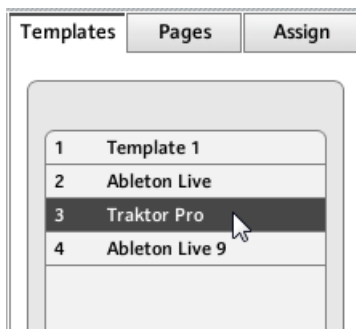 Templates Pages Assign
1 Template 1
2 Ableton Live
3 Traktor Pro
4 Ableton Live 9